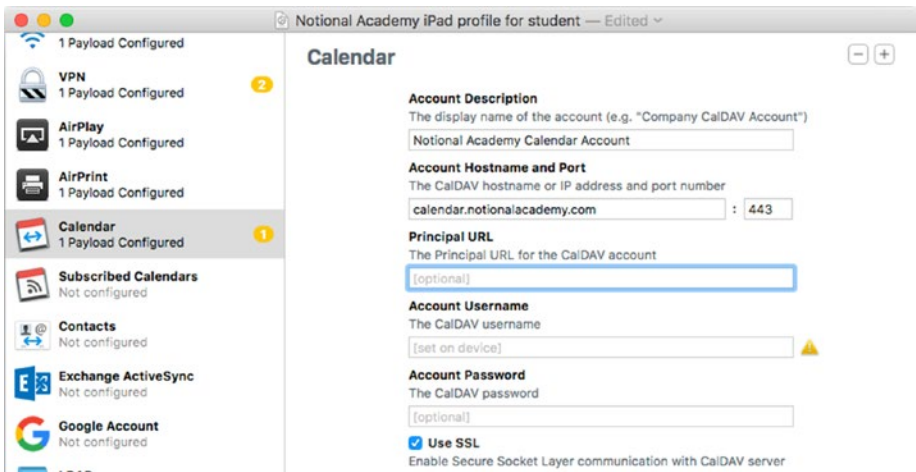 Notional Academy iPad profile for student — Edited
1 Payload Configured
VPN
1 Payload Configured
2
AirPlay
1 Payload Configured
AirPrint
1 Payload Configured
Calendar
1 Payload Configured
1
Subscribed Calendars
Not configured
Contacts
Not configured
Exchange ActiveSync
Not configured
Google Account
Not configured
Calendar
Account Description
The display name of the account (e.g. "Company CalDAV Account")
Notional Academy Calendar Account
Account Hostname and Port
The CalDAV hostname or IP address and port number
calendar.notionalacademy.com : 443
Principal URL
The Principal URL for the CalDAV account
[optional]
Account Username
The CalDAV username
[set on device]
Account Password
The CalDAV password
[optional]
Use SSL
Enable Secure Socket Layer communication with CalDAV server